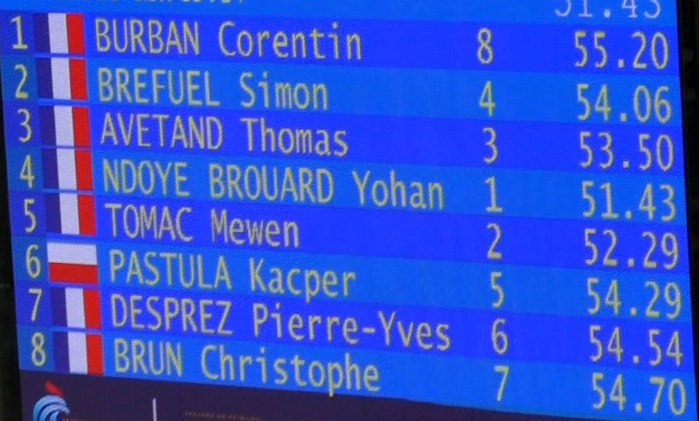 51.43
1 BURBAN Corentin 8 55.20
2 BREFUEL Simon 4 54.06
3 AVETAND Thomas 3 53.50
4 NDOYE BROUARD Yohan 1 51.43
5 TOMAC Mewen 2 52.29
6 PASTULA Kacper 5 54.29
7 DESPREZ Pierre-Yves 6 54.54
8 BRUN Christophe 7 54.70